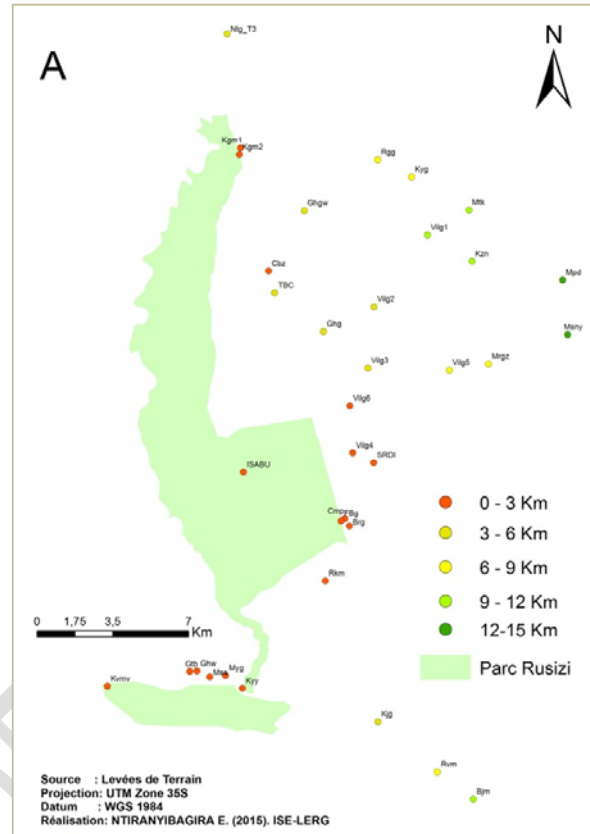 Ntg_T3
N
A
Kgm1
Kgm2
Rgg
Kyg
Ghgw
Mtk
Vilg1
Kzn
Cbz
Mpd
TBC
Vilg2
Ghg
Msny
Vilg3
Vilg5
Mrgz
Vilg6
Vilg4
SRDI
ISABU
Bg
Brg
Rkm
0 - 3 Km
3 - 6 Km
6 - 9 Km
9 - 12 Km
12-15 Km
Parc Rusizi
0 1,75 3,5 7
Km
Gtb
Ghw
Myg
Kyy
Kvmv
Kjg
Rvm
Bjm
Source : Levées de Terrain
Projection: UTM Zone 35S
Datum : WGS 1984
Réalisation: NTIRANYIBAGIRA E. (2015). ISE-LERG